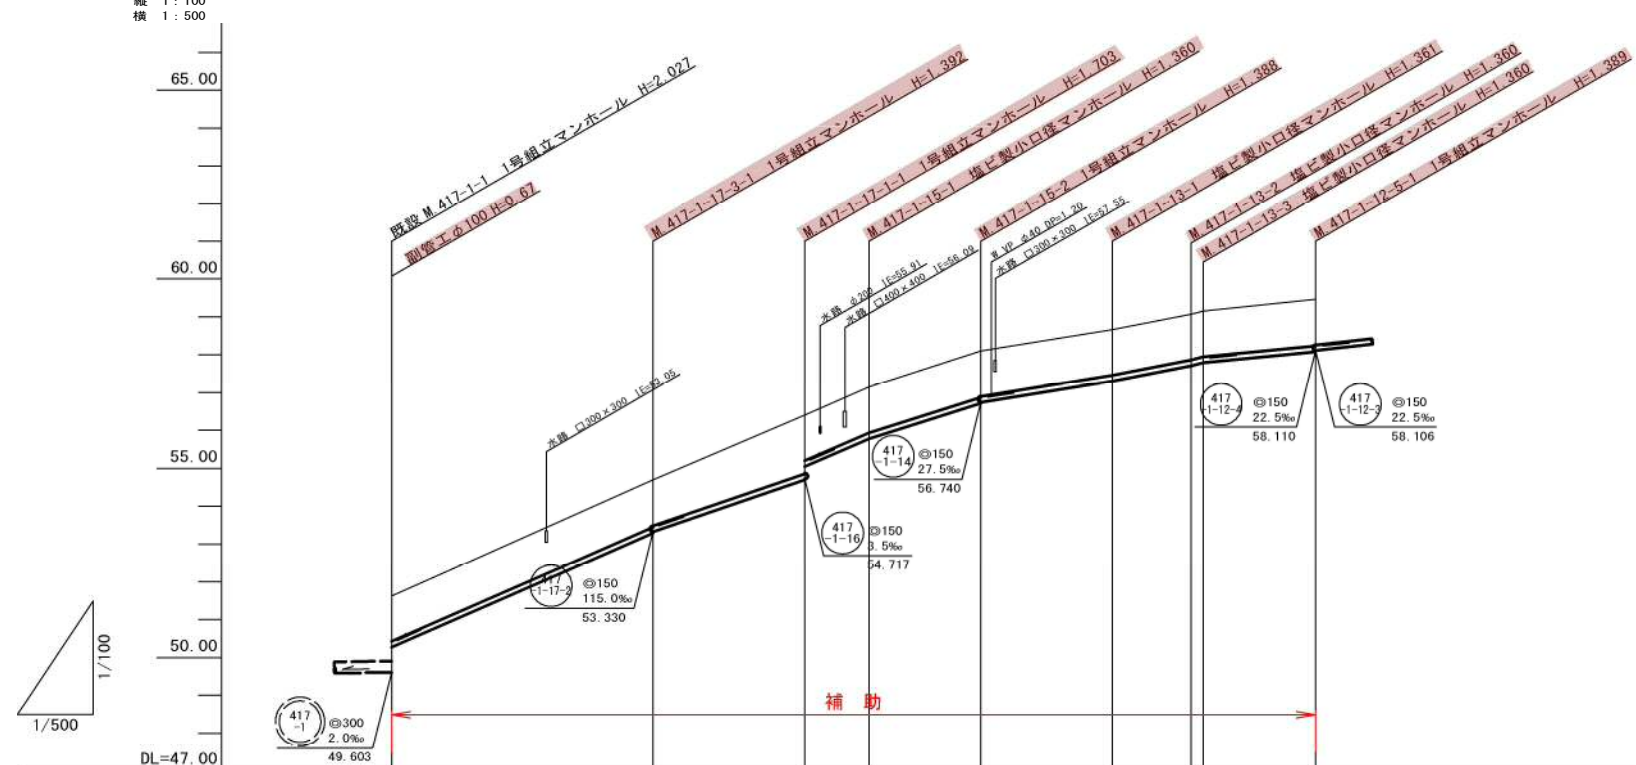 縦 1：100
横 1：500
65.00
60.00
55.00
50.00
DL=47.00
既設 M.417-1-1 1号組立マンホール H=2.027
副管工φ100 H=0.67
M.417-1-17-3-1 1号組立マンホール H=1.392
M.417-1-17-1-1 1号組立マンホール H=1.703
M.417-1-15-1 塩ビ製小口径マンホール H=1.360
M.417-1-15-2 1号組立マンホール H=1.388
M.417-1-13-1 塩ビ製小口径マンホール H=1.361
M.417-1-13-2 塩ビ製小口径マンホール H=1.360
M.417-1-13-3 塩ビ製小口径マンホール H=1.360
M.417-1-12-5-1 1号組立マンホール H=1.389
水路 □300×300 IE=53.05
水路 φ200 IE=55.91
水路 □400×400 IE=56.09
W VP φ40 DP=1.20
水路 □300×300 IE=57.55
417
-1
◎300
2.0‰
49.603
417
-1-17-2
◎150
115.0‰
53.330
417
-1-16
◎150
3.5‰
54.717
417
-1-14
◎150
27.5‰
56.740
417
-1-12-4
◎150
22.5‰
58.110
417
-1-12-3
◎150
22.5‰
58.106
補 助
1/100
1/500